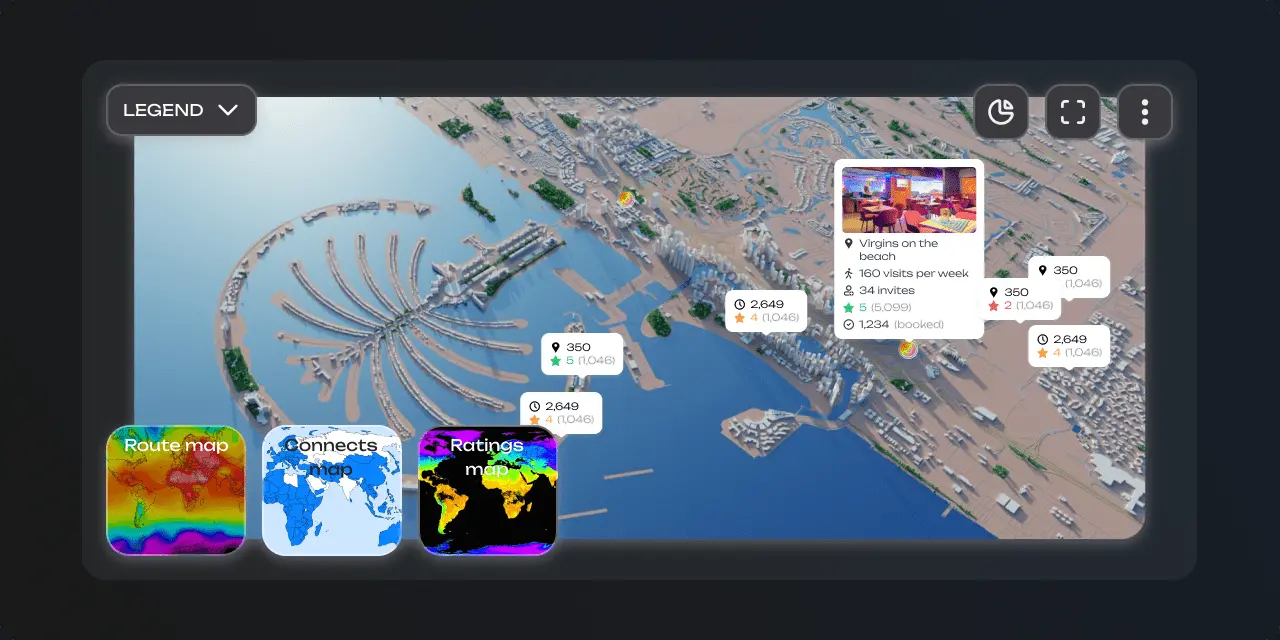 LEGEND
Virgins on the
beach
160 visits per week
34 invites
5 (5,099)
1,234 (booked)
350
(1,046)
350
2 (1,046)
2,649
4 (1,046)
2,649
4 (1,046)
350
5 (1,046)
2,649
4 (1,046)
Route map
Connects
map
Ratings
map